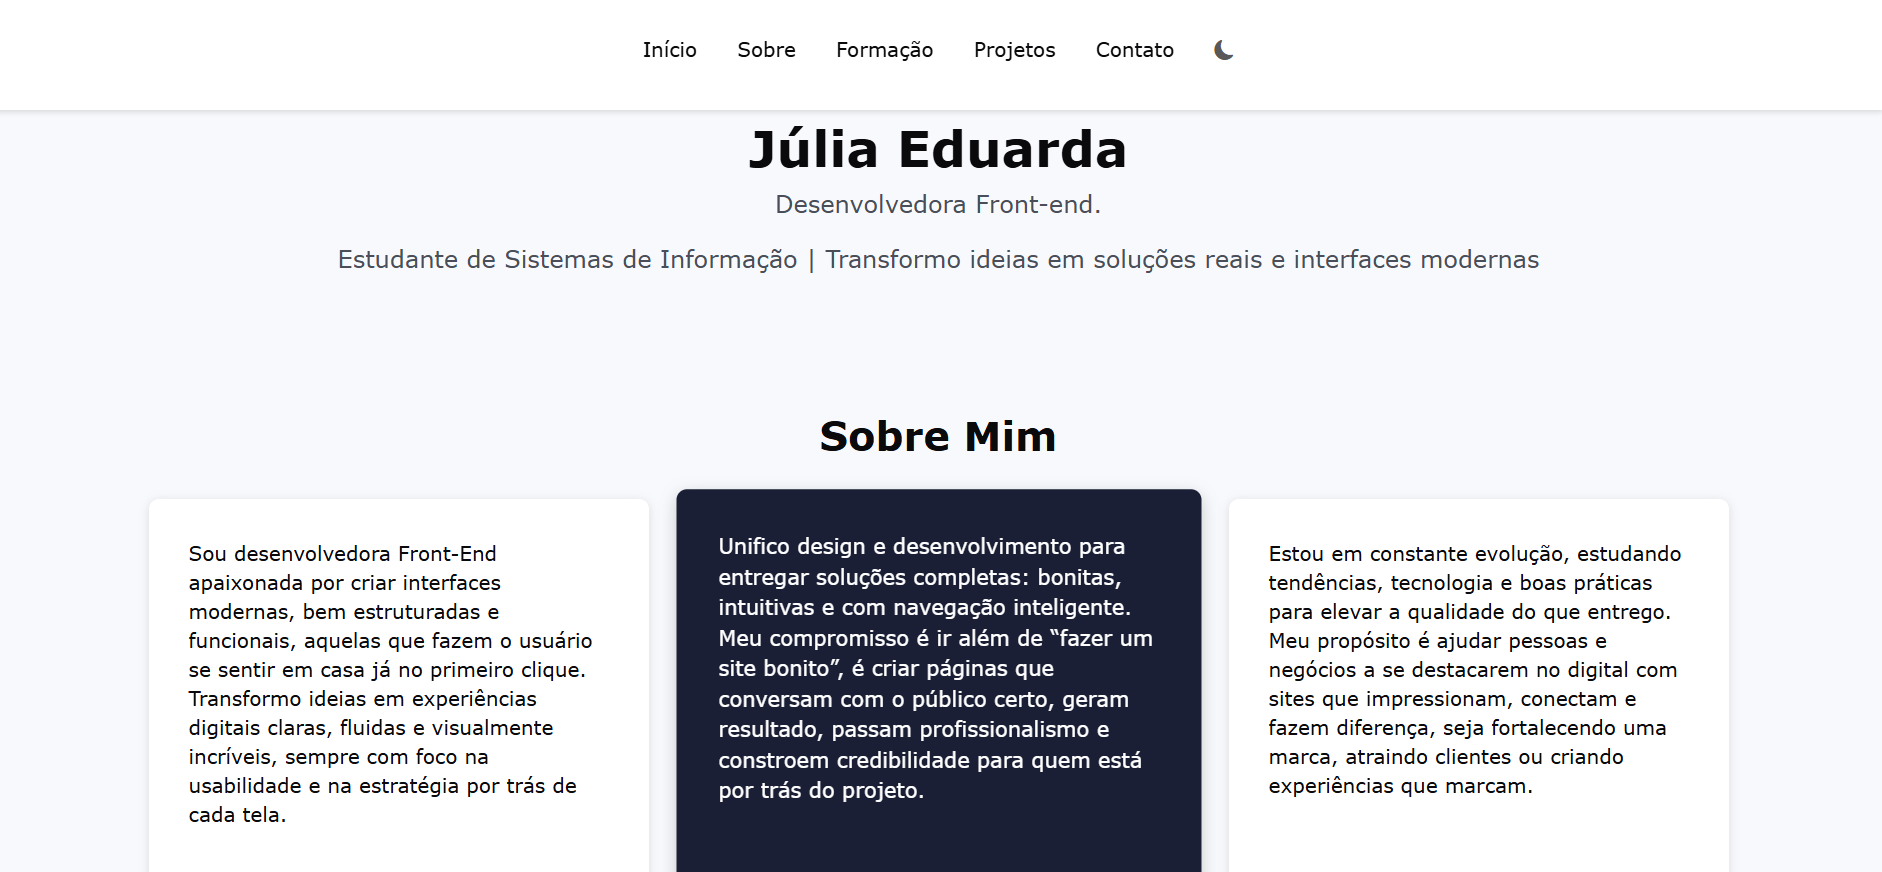 Início Sobre Formação Projetos Contato
Júlia Eduarda
Desenvolvedora Front-end.
Estudante de Sistemas de Informação | Transformo ideias em soluções reais e interfaces modernas
Sobre Mim
Sou desenvolvedora Front-End
apaixonada por criar interfaces
modernas, bem estruturadas e
funcionais, aquelas que fazem o usuário
se sentir em casa já no primeiro clique.
Transformo ideias em experiências
digitais claras, fluidas e visualmente
incríveis, sempre com foco na
usabilidade e na estratégia por trás de
cada tela.
Unifico design e desenvolvimento para
entregar soluções completas: bonitas,
intuitivas e com navegação inteligente.
Meu compromisso é ir além de “fazer um
site bonito”, é criar páginas que
conversam com o público certo, geram
resultado, passam profissionalismo e
constroem credibilidade para quem está
por trás do projeto.
Estou em constante evolução, estudando
tendências, tecnologia e boas práticas
para elevar a qualidade do que entrego.
Meu propósito é ajudar pessoas e
negócios a se destacarem no digital com
sites que impressionam, conectam e
fazem diferença, seja fortalecendo uma
marca, atraindo clientes ou criando
experiências que marcam.